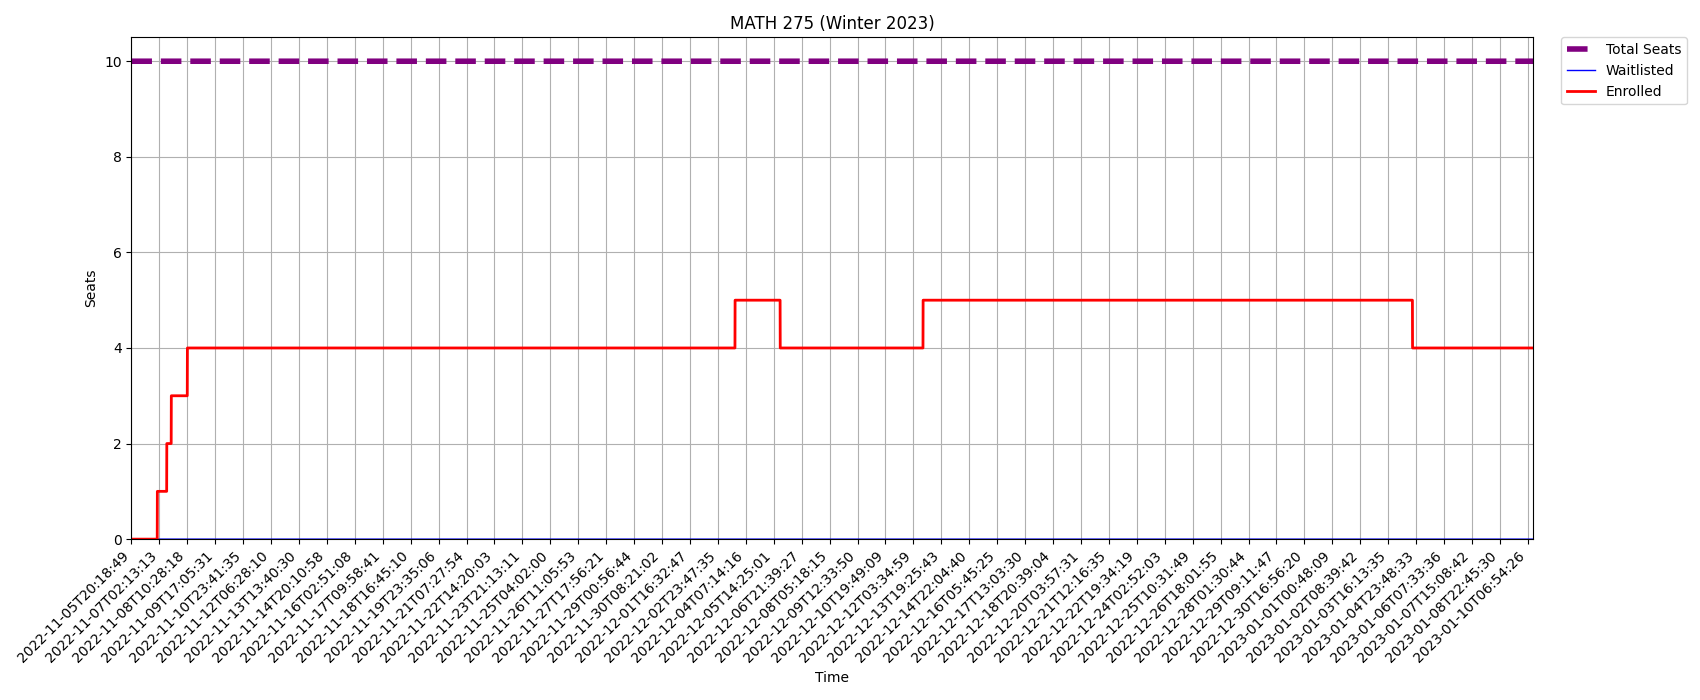 MATH 275 (Winter 2023)
Total Seats
Waitlisted
Enrolled
Seats
10
8
6
4
2
0
2022-11-05T20:18:49
2022-11-07T02:13:13
2022-11-08T10:28:18
2022-11-09T17:05:31
2022-11-10T23:41:35
2022-11-12T06:28:10
2022-11-13T13:40:30
2022-11-14T20:10:58
2022-11-16T02:51:08
2022-11-17T09:58:41
2022-11-18T16:45:10
2022-11-19T23:35:06
2022-11-21T07:27:54
2022-11-22T14:20:03
2022-11-23T21:13:11
2022-11-25T04:02:00
2022-11-26T11:05:53
2022-11-27T17:56:21
2022-11-29T00:56:44
2022-11-30T08:21:02
2022-12-01T16:32:47
2022-12-02T23:47:35
2022-12-04T07:14:16
2022-12-05T14:25:01
2022-12-06T21:39:27
2022-12-08T05:18:15
2022-12-09T12:33:50
2022-12-10T19:49:09
2022-12-12T03:34:59
2022-12-13T19:25:43
2022-12-14T22:04:40
2022-12-16T05:45:25
2022-12-17T13:03:30
2022-12-18T20:39:04
2022-12-20T03:57:31
2022-12-21T12:16:35
2022-12-22T19:34:19
2022-12-24T02:52:03
2022-12-25T10:31:49
2022-12-26T18:01:55
2022-12-28T01:30:44
2022-12-29T09:11:47
2022-12-30T16:56:20
2023-01-01T00:48:09
2023-01-02T08:39:42
2023-01-03T16:13:35
2023-01-04T23:48:33
2023-01-06T07:33:36
2023-01-07T15:08:42
2023-01-08T22:45:30
2023-01-10T06:54:26
Time